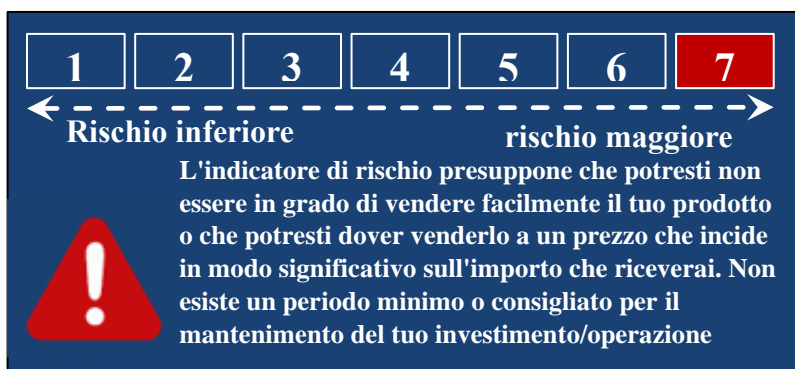 1 2 3 4 5 6 7
Rischio inferiore rischio maggiore
L'indicatore di rischio presuppone che potresti non
essere in grado di vendere facilmente il tuo prodotto
o che potresti dover venderlo a un prezzo che incide
in modo significativo sull'importo che riceverai. Non
esiste un periodo minimo o consigliato per il
mantenimento del tuo investimento/operazione